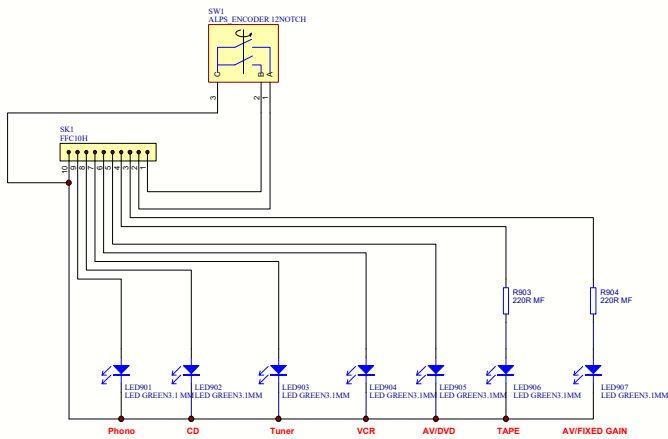 SW1
ALPS_ENCODER 12NOTCH
C
B
A
3
2
1
SK1
FFC10H
10
9
8
7
6
5
4
3
2
1
R903
220R MF
R904
220R MF
LED901
LED GREEN3.1MM
LED902
LED GREEN3.1MM
LED903
LED GREEN3.1MM
LED904
LED GREEN3.1MM
LED905
LED GREEN3.1MM
LED906
LED GREEN3.1MM
LED907
LED GREEN3.1MM
Phono
CD
Tuner
VCR
AV/DVD
TAPE
AV/FIXED GAIN